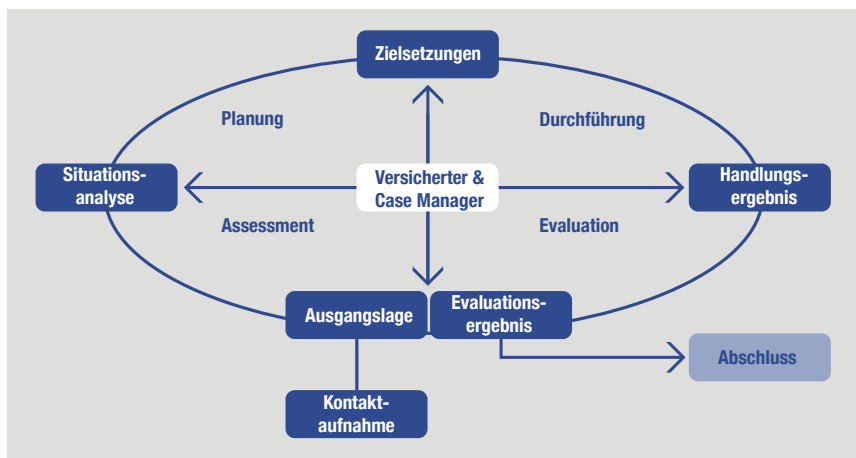 Zielsetzungen
Planung
Durchführung
Situations-
analyse
Versicherter &
Case Manager
Handlungs-
ergebnis
Assessment
Evaluation
Ausgangslage
Evaluations-
ergebnis
Abschluss
Kontakt-
aufnahme